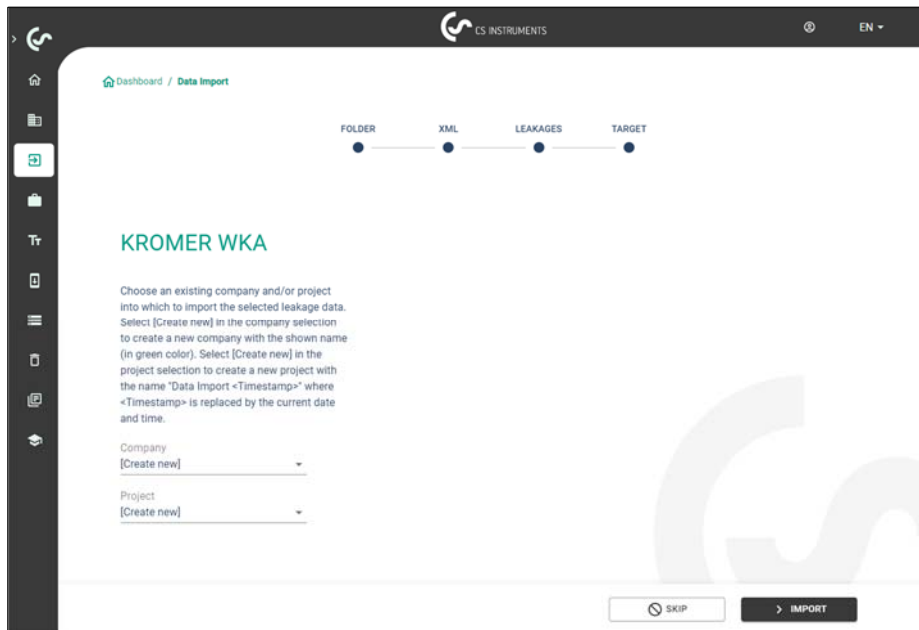 CS INSTRUMENTS
EN
Dashboard / Data Import
FOLDER XML LEAKAGES TARGET
KROMER WKA
Choose an existing company and/or project
into which to import the selected leakage data.
Select [Create new] in the company selection
to create a new company with the shown name
(in green color). Select [Create new] in the
project selection to create a new project with
the name "Data Import <Timestamp>" where
<Timestamp> is replaced by the current date
and time.
Company
[Create new]
Project
[Create new]
SKIP
> IMPORT